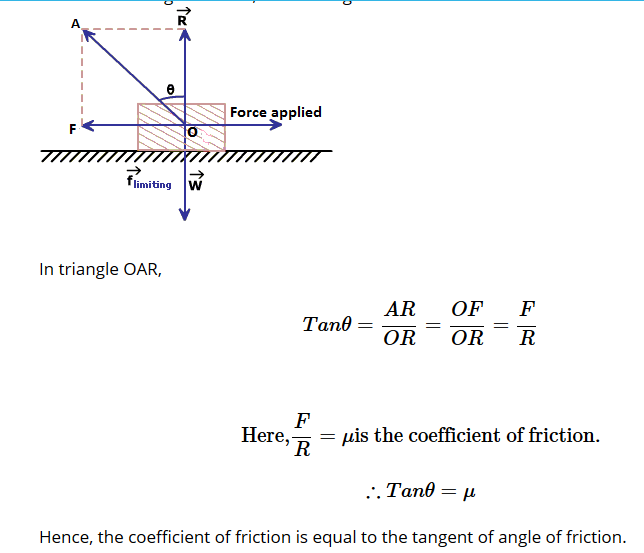 A R⃗
θ
Force applied
F O
f⃗ limiting W⃗
In triangle OAR,
Tanθ = AR/OR = OF/OR = F/R
Here, F/R = μis the coefficient of friction.
∴ Tanθ = μ
Hence, the coefficient of friction is equal to the tangent of angle of friction.